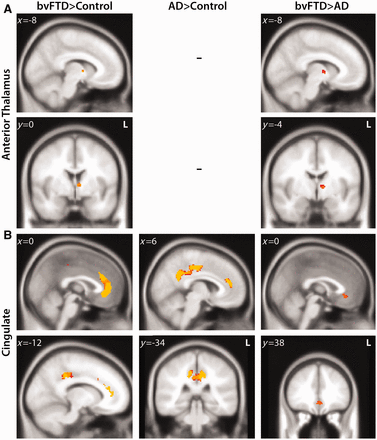 A
bvFTD>Control
AD>Control
bvFTD>AD
Anterior Thalamus
x=-8
–
x=-8
y=0
L
–
y=-4
L
B
Cingulate
x=0
x=6
x=0
x=-12
y=-34
L
y=38
L